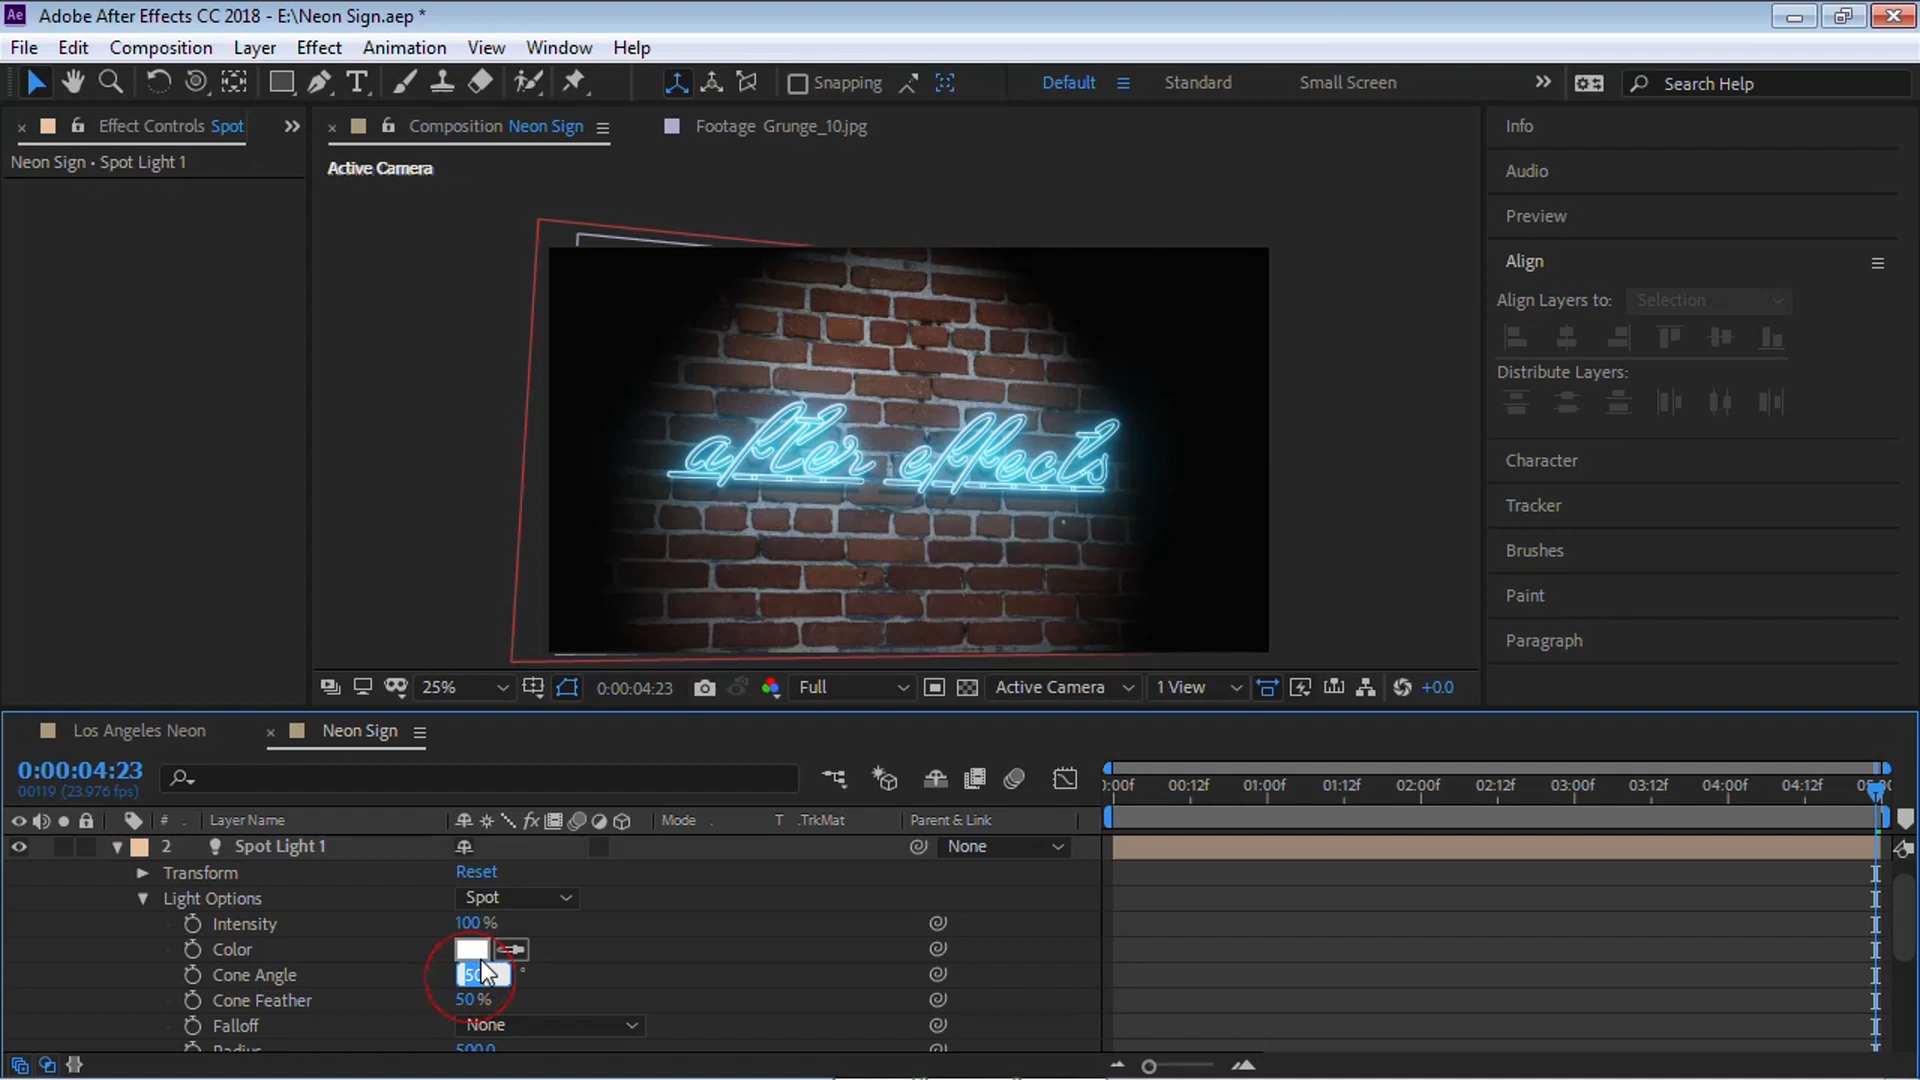 Ae Adobe After Effects CC 2018 - E:\Neon Sign.aep *
File Edit Composition Layer Effect Animation View Window Help
Snapping Default Standard Small Screen Search Help
Effect Controls Spot
Composition Neon Sign
Footage Grunge_10.jpg
Neon Sign • Spot Light 1
Active Camera
after effects
25% 0:00:04:23 Full Active Camera 1 View +0.0
Info
Audio
Preview
Align
Align Layers to: Selection
Distribute Layers:
Character
Tracker
Brushes
Paint
Paragraph
Los Angeles Neon
Neon Sign
0:00:04:23
00119 (23.976 fps)
00f 00:12f 01:00f 01:12f 02:00f 02:12f 03:00f 03:12f 04:00f 04:12f
# Layer Name fx Mode T .TrkMat Parent & Link
2 Spot Light 1 None
Transform Reset
Light Options Spot
Intensity 100 %
Color
Cone Angle °
Cone Feather 50 %
Falloff None
Radius 500.0